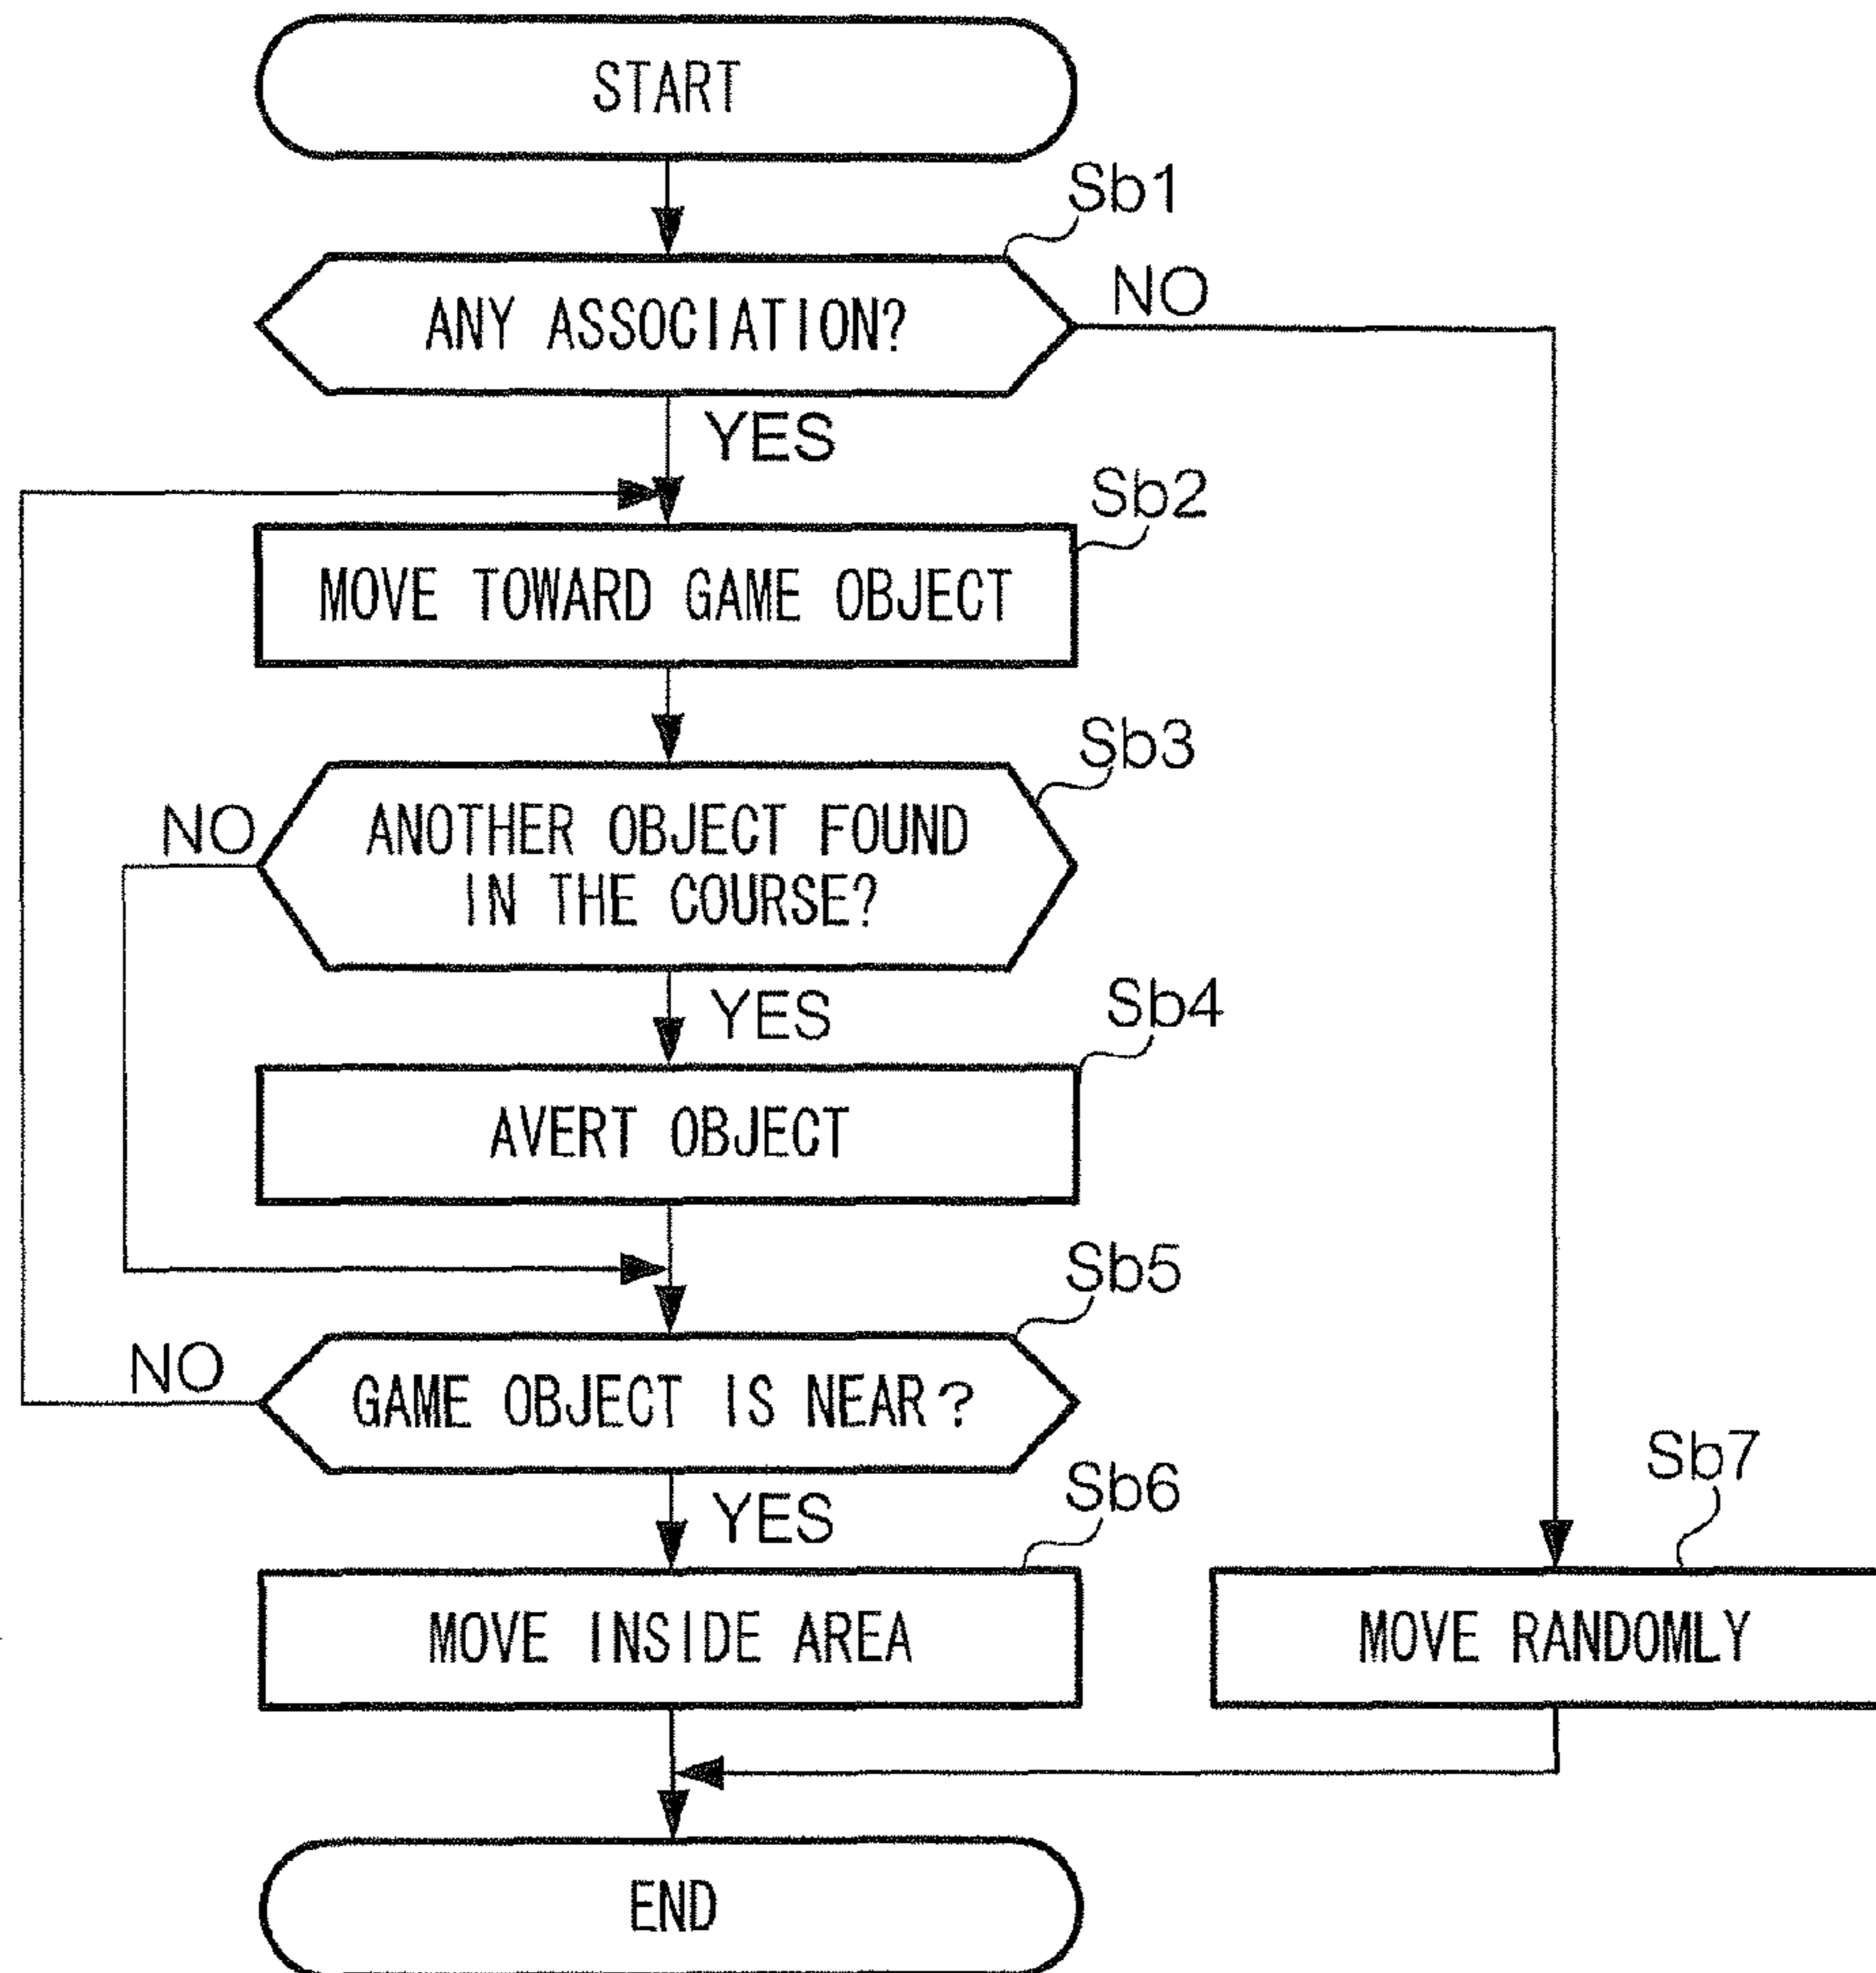 START
Sb1
ANY ASSOCIATION?
NO
YES
Sb2
MOVE TOWARD GAME OBJECT
Sb3
NO
ANOTHER OBJECT FOUND
IN THE COURSE?
YES
Sb4
AVERT OBJECT
Sb5
NO
GAME OBJECT IS NEAR?
YES
Sb6
MOVE INSIDE AREA
Sb7
MOVE RANDOMLY
END